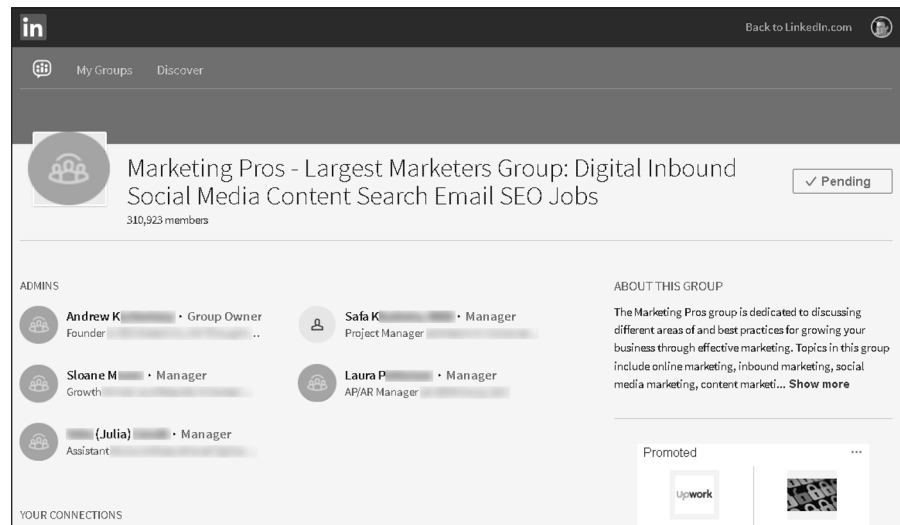 in
Back to LinkedIn.com
My Groups Discover
Marketing Pros - Largest Marketers Group: Digital Inbound
Social Media Content Search Email SEO Jobs
310,923 members
✓ Pending
ADMINS
Andrew K • Group Owner
Founder ..
Safa K • Manager
Project Manager
Sloane M • Manager
Growth
Laura P • Manager
AP/AR Manager
(Julia) • Manager
Assistant
YOUR CONNECTIONS
ABOUT THIS GROUP
The Marketing Pros group is dedicated to discussing
different areas of and best practices for growing your
business through effective marketing. Topics in this group
include online marketing, inbound marketing, social
media marketing, content marketi... Show more
Promoted ...
Upwork